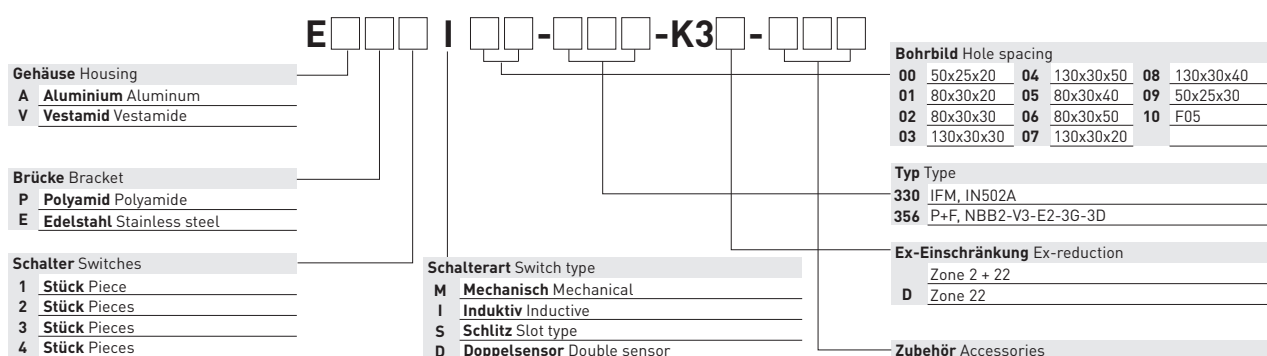 E I - -K3 -
Gehäuse Housing
A Aluminium Aluminum
V Vestamid Vestamide
Brücke Bracket
P Polyamid Polyamide
E Edelstahl Stainless steel
Schalter Switches
1 Stück Piece
2 Stück Pieces
3 Stück Pieces
4 Stück Pieces
Schalterart Switch type
M Mechanisch Mechanical
I Induktiv Inductive
S Schlitz Slot type
D Doppelsensor Double sensor
Bohrbild Hole spacing
00 50x25x20 04 130x30x50 08 130x30x40
01 80x30x20 05 80x30x40 09 50x25x30
02 80x30x30 06 80x30x50 10 F05
03 130x30x30 07 130x30x20
Typ Type
330 IFM, IN502A
356 P+F, NBB2-V3-E2-3G-3D
Ex-Einschränkung Ex-reduction
Zone 2 + 22
D Zone 22
Zubehör Accessories